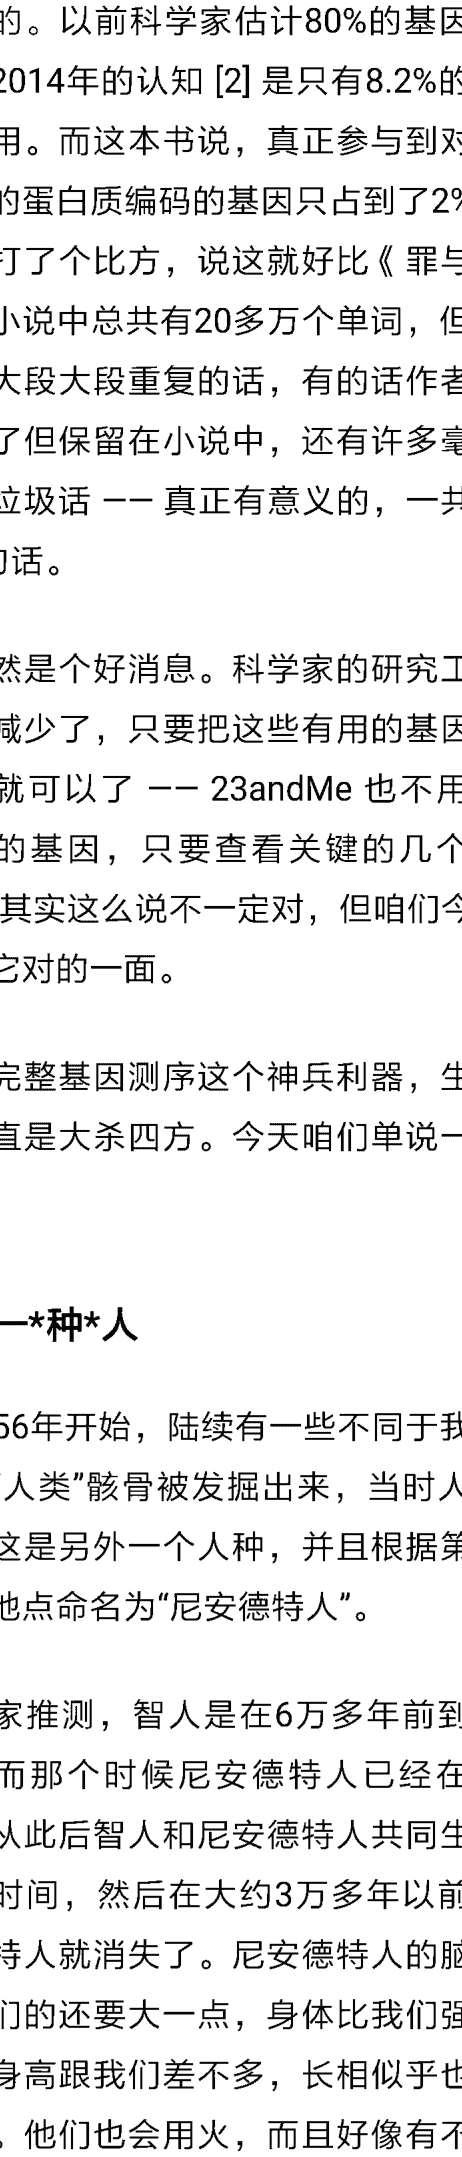 的。以前科学家估计80%的基因
2014年的认知 [2] 是只有8.2%的
用。而这本书说，真正参与到对
的蛋白质编码的基因只占到了2%
打了个比方，说这就好比《 罪与
小说中总共有20多万个单词，但
大段大段重复的话，有的话作者
了但保留在小说中，还有许多毫
垃圾话 —— 真正有意义的，一共
的话。
然是个好消息。科学家的研究工
减少了，只要把这些有用的基因
就可以了 —— 23andMe 也不用
的基因，只要查看关键的几个
其实这么说不一定对，但咱们今
它对的一面。
完整基因测序这个神兵利器，生
直是大杀四方。今天咱们单说一
一*种*人
56年开始，陆续有一些不同于我
“人类”骸骨被发掘出来，当时人
这是另外一个人种，并且根据第
地点命名为“尼安德特人”。
家推测，智人是在6万多年前到
而那个时候尼安德特人已经在
从此后智人和尼安德特人共同生
时间，然后在大约3万多年以前
特人就消失了。尼安德特人的脑
们的还要大一点，身体比我们强
身高跟我们差不多，长相似乎也
。他们也会用火，而且好像有不